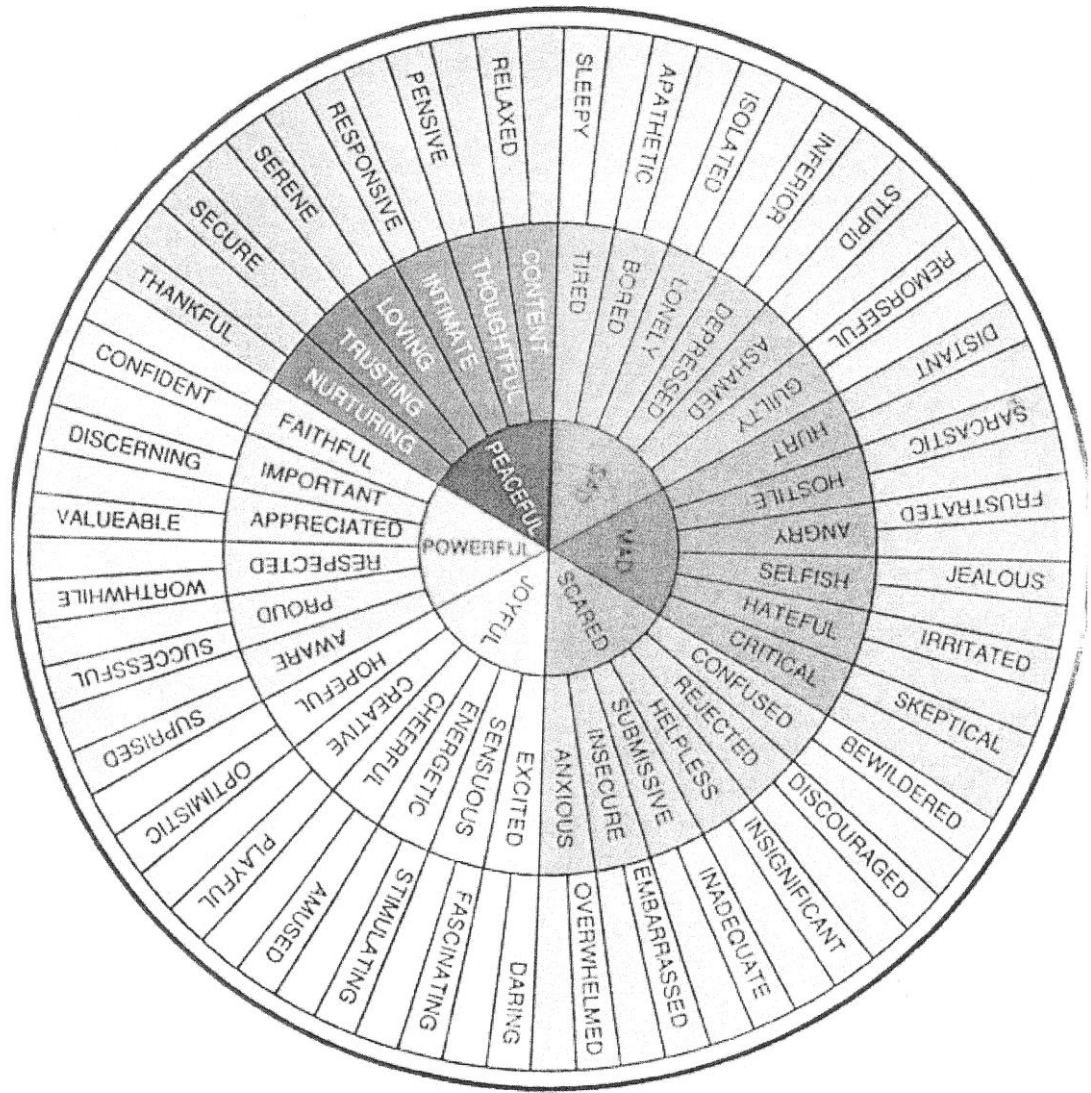 SLEEPY
APATHETIC
ISOLATED
INFERIOR
STUPID
REMORSEFUL
DISTANT
SARCASTIC
FRUSTRATED
JEALOUS
IRRITATED
SKEPTICAL
BEWILDERED
DISCOURAGED
INSIGNIFICANT
INADEQUATE
EMBARRASSED
OVERWHELMED
DARING
FASCINATING
STIMULATING
AMUSED
PLAYFUL
OPTIMISTIC
SUPRISED
SUCCESSFUL
WORTHWHILE
VALUEABLE
DISCERNING
CONFIDENT
THANKFUL
SECURE
SERENE
RESPONSIVE
PENSIVE
RELAXED
TIRED
BORED
LONELY
DEPRESSED
ASHAMED
GUILTY
HURT
HOSTILE
ANGRY
SELFISH
HATEFUL
CRITICAL
CONFUSED
REJECTED
HELPLESS
SUBMISSIVE
INSECURE
ANXIOUS
EXCITED
SENSUOUS
ENERGETIC
CHEERFUL
CREATIVE
HOPEFUL
AWARE
PROUD
RESPECTED
APPRECIATED
IMPORTANT
FAITHFUL
NURTURING
TRUSTING
LOVING
INTIMATE
THOUGHTFUL
CONTENT
SAD
MAD
SCARED
JOYFUL
POWERFUL
PEACEFUL